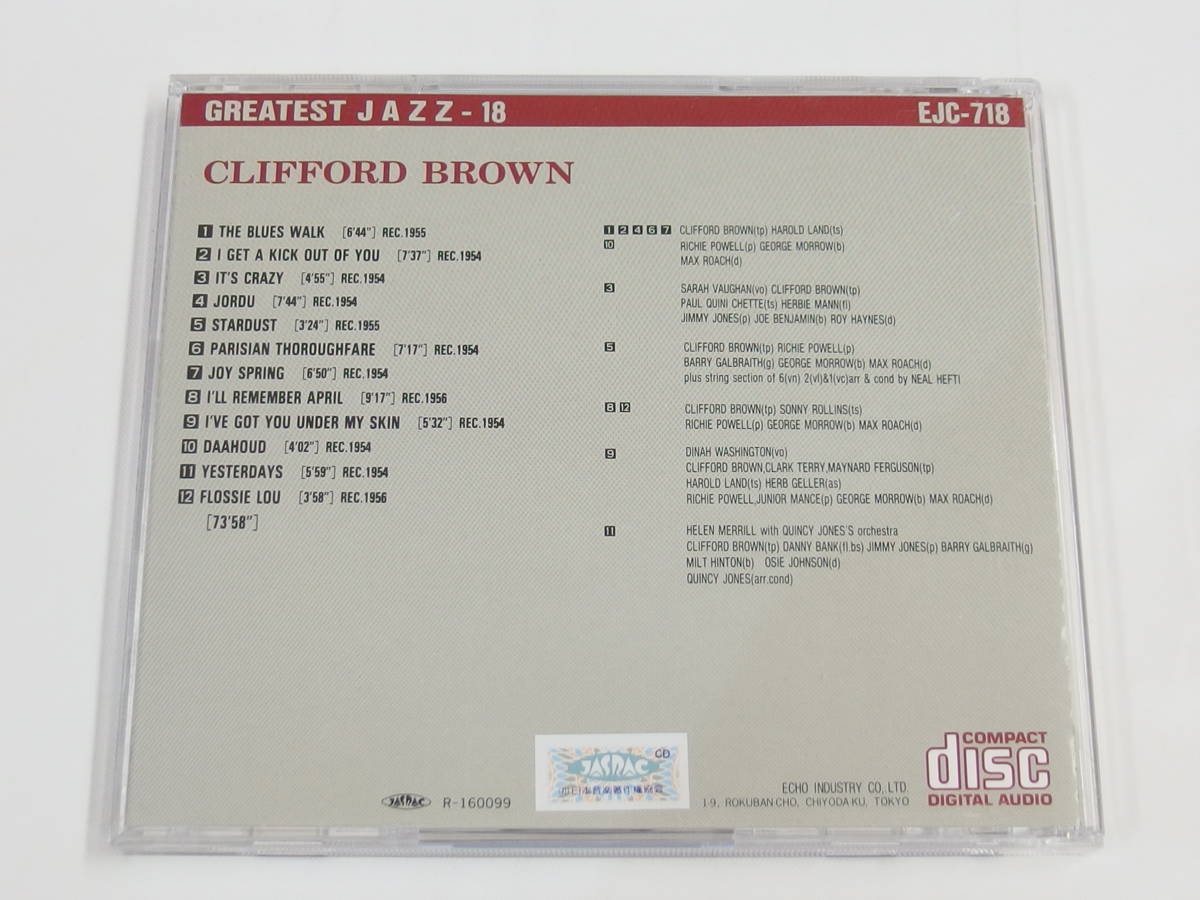 GREATEST JAZZ - 18 EJC-718
CLIFFORD BROWN
1 THE BLUES WALK [6'44"] REC.1955
2 I GET A KICK OUT OF YOU [7'37"] REC.1954
3 IT'S CRAZY [4'55"] REC.1954
4 JORDU [7'44"] REC.1954
5 STARDUST [3'24"] REC.1955
6 PARISIAN THOROUGHFARE [7'17"] REC.1954
7 JOY SPRING [6'50"] REC.1954
8 I'LL REMEMBER APRIL [9'17"] REC.1956
9 I'VE GOT YOU UNDER MY SKIN [5'32"] REC.1954
10 DAAHOUD [4'02"] REC.1954
11 YESTERDAYS [5'59"] REC.1954
12 FLOSSIE LOU [3'58"] REC.1956
[73'58"]
1 2 4 6 7 CLIFFORD BROWN(tp) HAROLD LAND(ts)
10 RICHIE POWELL(p) GEORGE MORROW(b)
MAX ROACH(d)
3 SARAH VAUGHAN(vo) CLIFFORD BROWN(tp)
PAUL QUINI CHETTE(ts) HERBIE MANN(fl)
JIMMY JONES(p) JOE BENJAMIN(b) ROY HAYNES(d)
5 CLIFFORD BROWN(tp) RICHIE POWELL(p)
BARRY GALBRAITH(g) GEORGE MORROW(b) MAX ROACH(d)
plus string section of 6(vn) 2(vl)&1(vc)arr & cond by NEAL HEFTI
8 12 CLIFFORD BROWN(tp) SONNY ROLLINS(ts)
RICHIE POWELL(p) GEORGE MORROW(b) MAX ROACH(d)
9 DINAH WASHINGTON(vo)
CLIFFORD BROWN,CLARK TERRY,MAYNARD FERGUSON(tp)
HAROLD LAND(ts) HERB GELLER(as)
RICHIE POWELL,JUNIOR MANCE(p) GEORGE MORROW(b) MAX ROACH(d)
11 HELEN MERRILL with QUINCY JONES'S orchestra
CLIFFORD BROWN(tp) DANNY BANK(fl.bs) JIMMY JONES(p) BARRY GALBRAITH(g)
MILT HINTON(b) OSIE JOHNSON(d)
QUINCY JONES(arr.cond)
JASRAC R-160099
CD
JASRAC
日本音楽著作権協会
ECHO INDUSTRY CO.,LTD.
1-9, ROKUBANCHO, CHIYODA-KU, TOKYO
COMPACT
disc
DIGITAL AUDIO